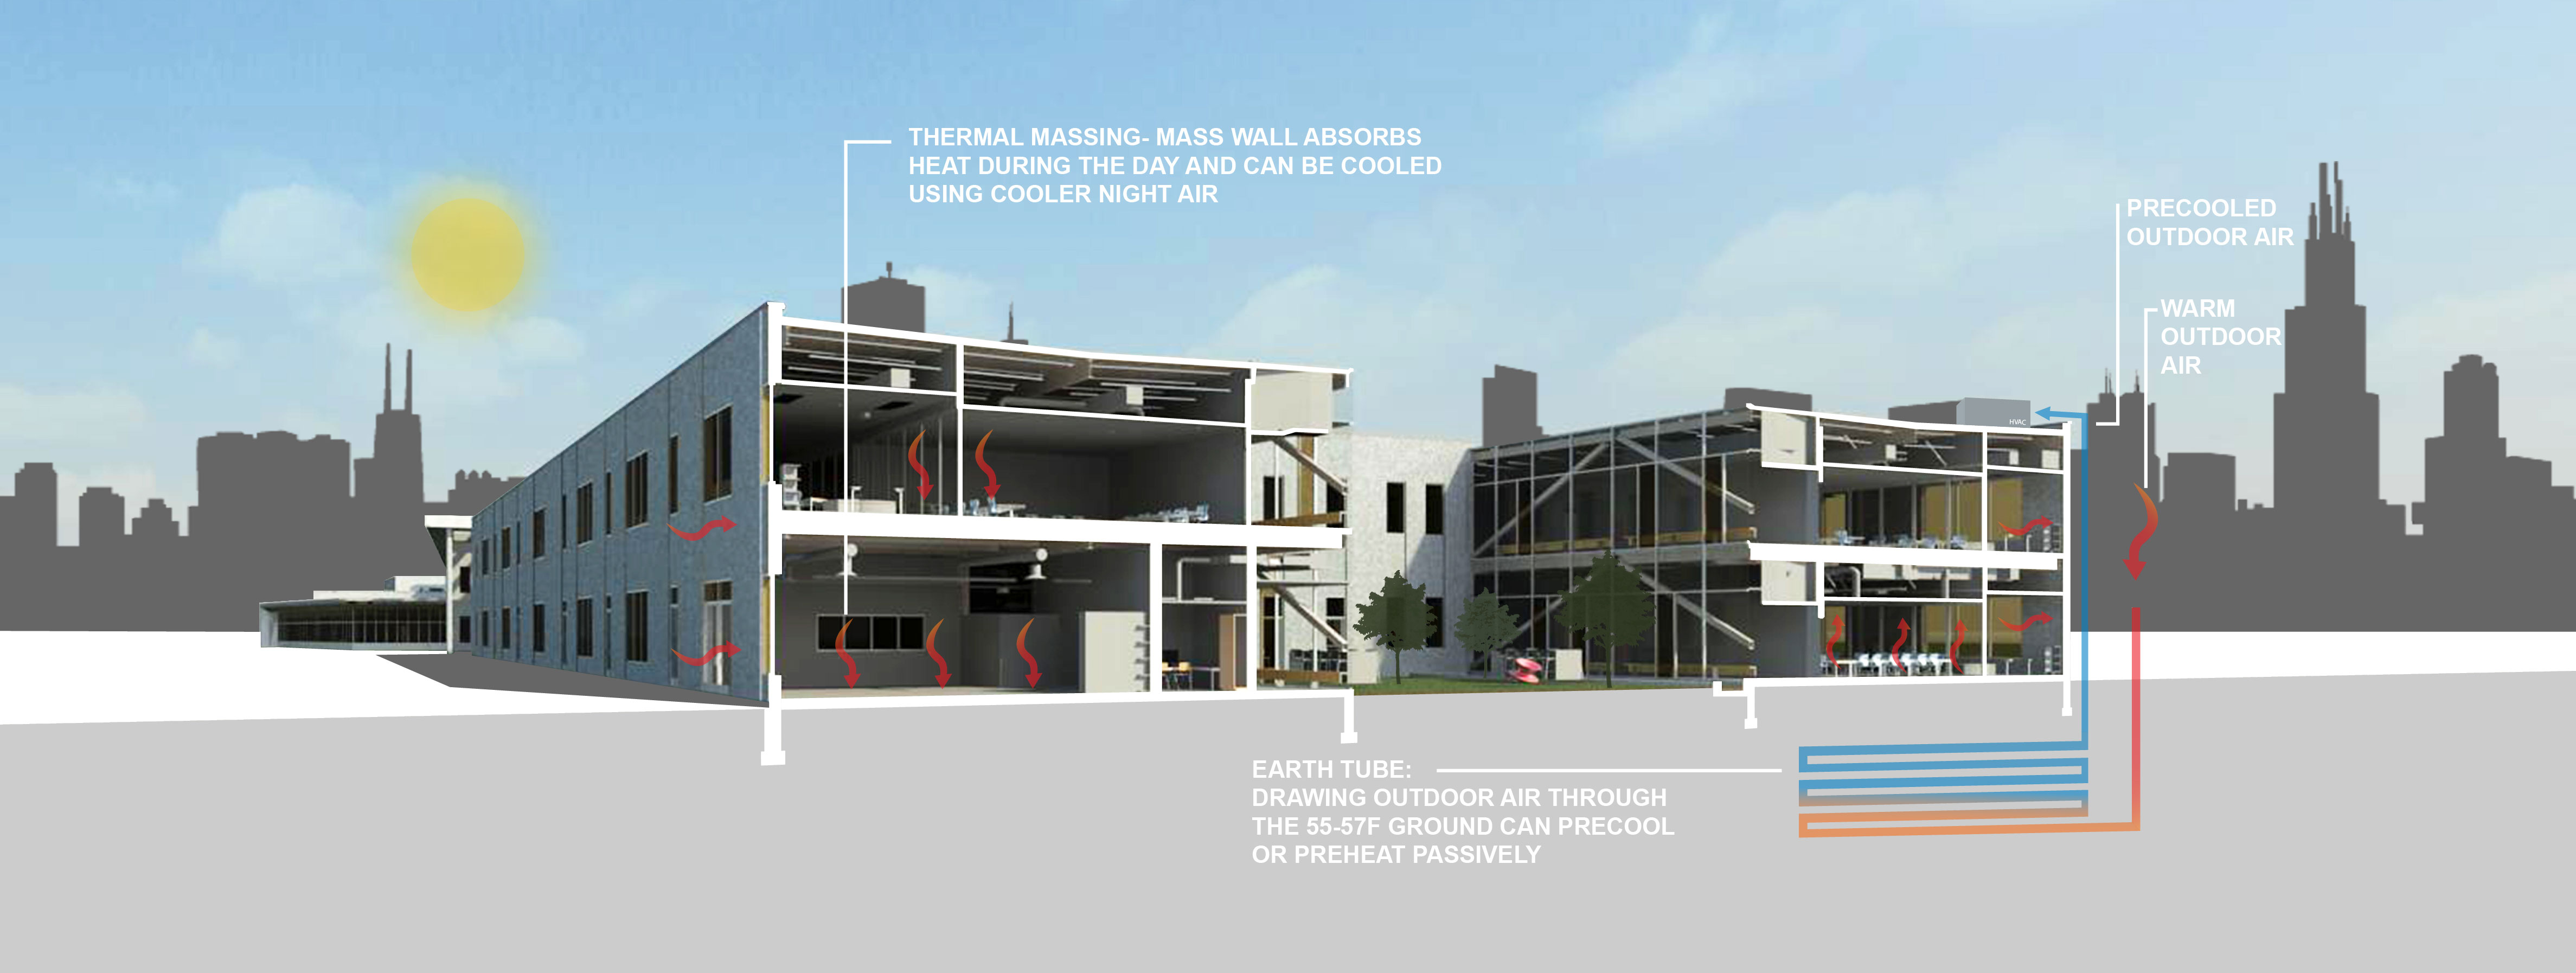 THERMAL MASSING- MASS WALL ABSORBS
HEAT DURING THE DAY AND CAN BE COOLED
USING COOLER NIGHT AIR
PRECOOLED
OUTDOOR AIR
WARM
OUTDOOR
AIR
HVAC
EARTH TUBE:
DRAWING OUTDOOR AIR THROUGH
THE 55-57F GROUND CAN PRECOOL
OR PREHEAT PASSIVELY